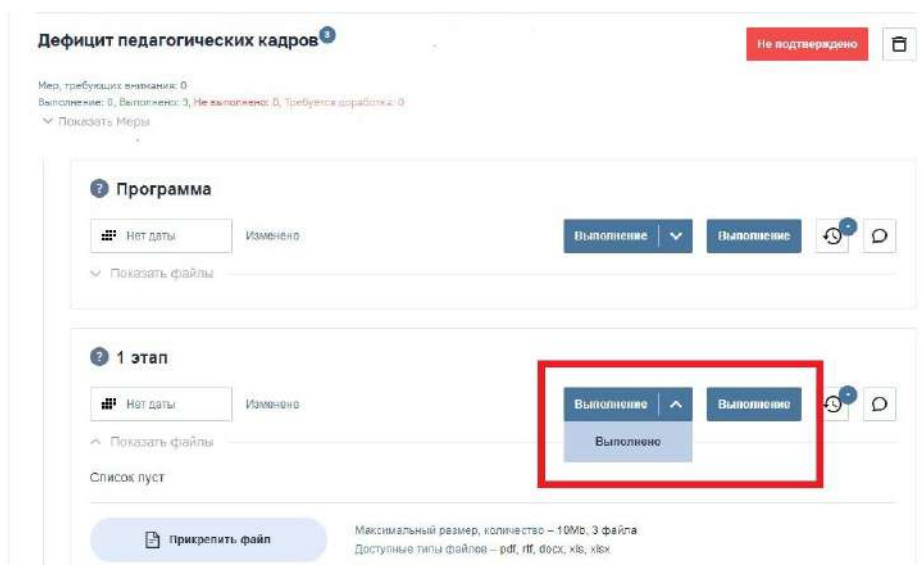 Дефицит педагогических кадров 3
Не подтверждено
Мер, требующих внимания: 0
Выполнение: 0, Выполнено: 3, Не выполнено: 0, Требуется доработка: 0
Показать Меры
? Программа
Нет даты Изменено Выполнение Выполнение
Показать файлы
? 1 этап
Нет даты Изменено Выполнение Выполнение
Показать файлы Выполнено
Список пуст
Прикрепить файл
Максимальный размер, количество – 10Mb, 3 файла
Доступные типы файлов – pdf, rtf, docx, xls, xlsx